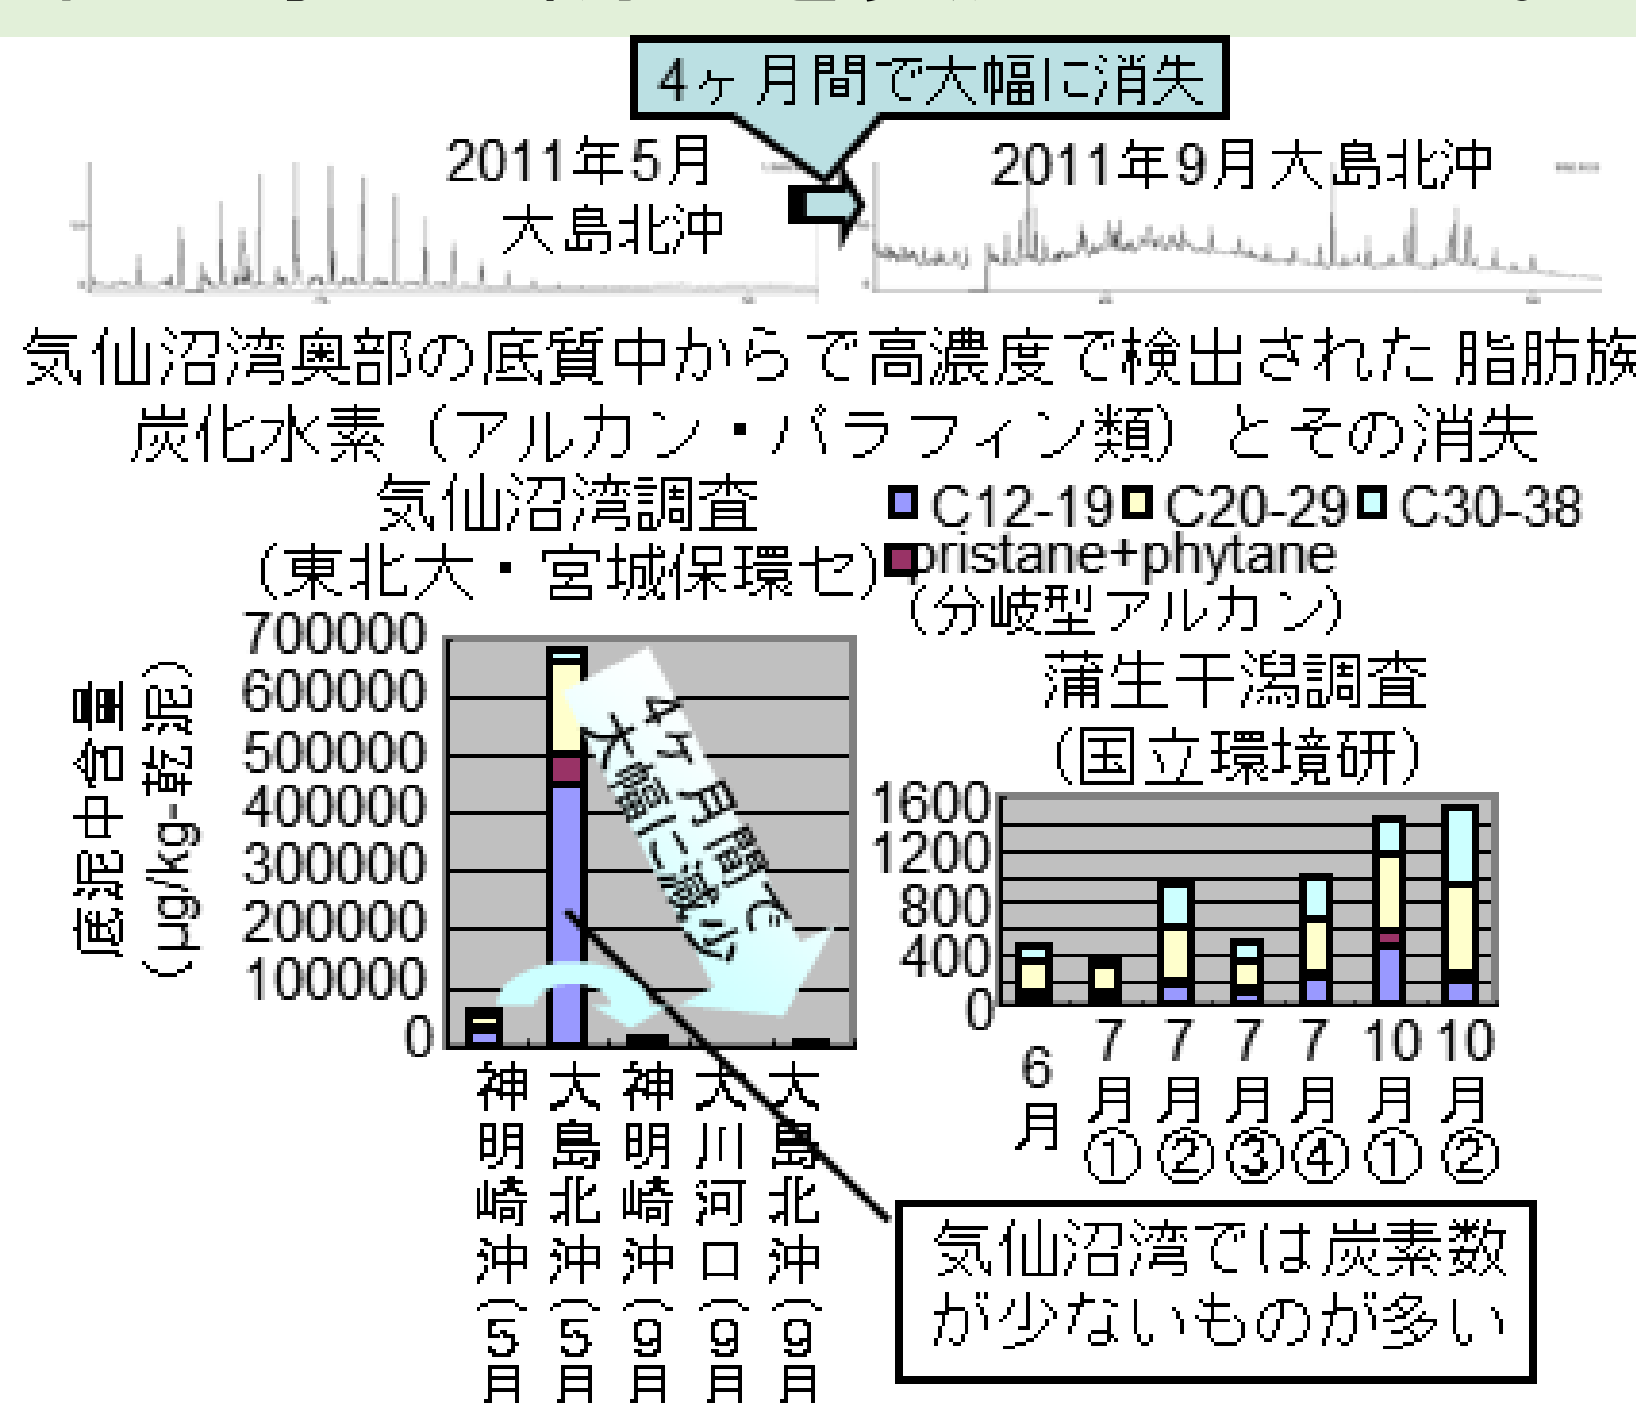 4ヶ月間で大幅に消失
2011年5月
大島北沖
2011年9月大島北沖
気仙沼湾奥部の底質中からで高濃度で検出された脂肪族
炭化水素（アルカン・パラフィン類）とその消失
気仙沼湾調査
（東北大・宮城保環セ）
C12-19 C20-29 C30-38
pristane+phytane
（分岐型アルカン）
底泥中含量
（μg/kg-乾泥）
700000
600000
500000
400000
300000
200000
100000
0
4ヶ月間で
大幅に減少
神明崎沖（5月
大島北沖（5月
神明崎沖（9月
大川河口（9月
大島北沖（9月
蒲生干潟調査
（国立環境研）
1600
1200
800
400
0
6月
7月①
7月②
7月③
7月④
10月①
10月②
気仙沼湾では炭素数
が少ないものが多い